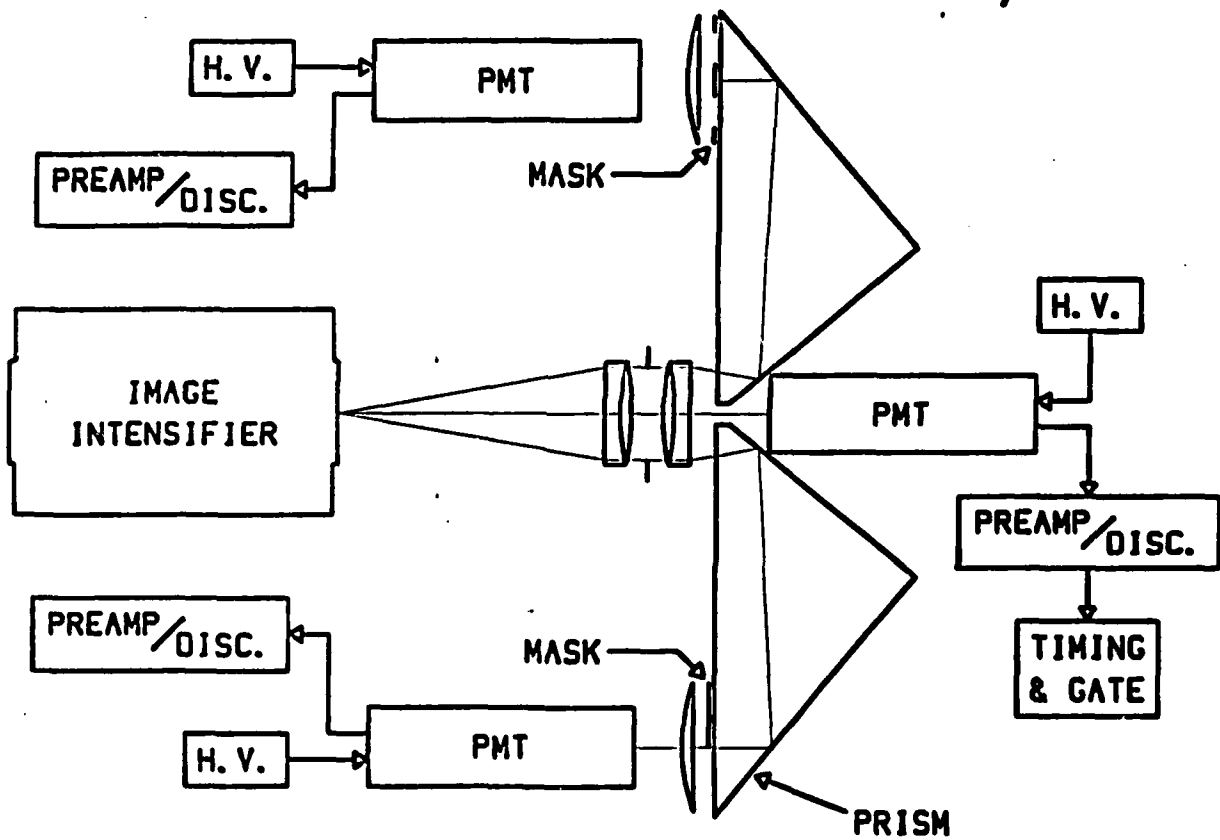 H. V.
PMT
PREAMP/DISC.
MASK
H. V.
IMAGE
INTENSIFIER
PMT
PREAMP/DISC.
PREAMP/DISC.
MASK
TIMING
& GATE
PMT
H. V.
PRISM